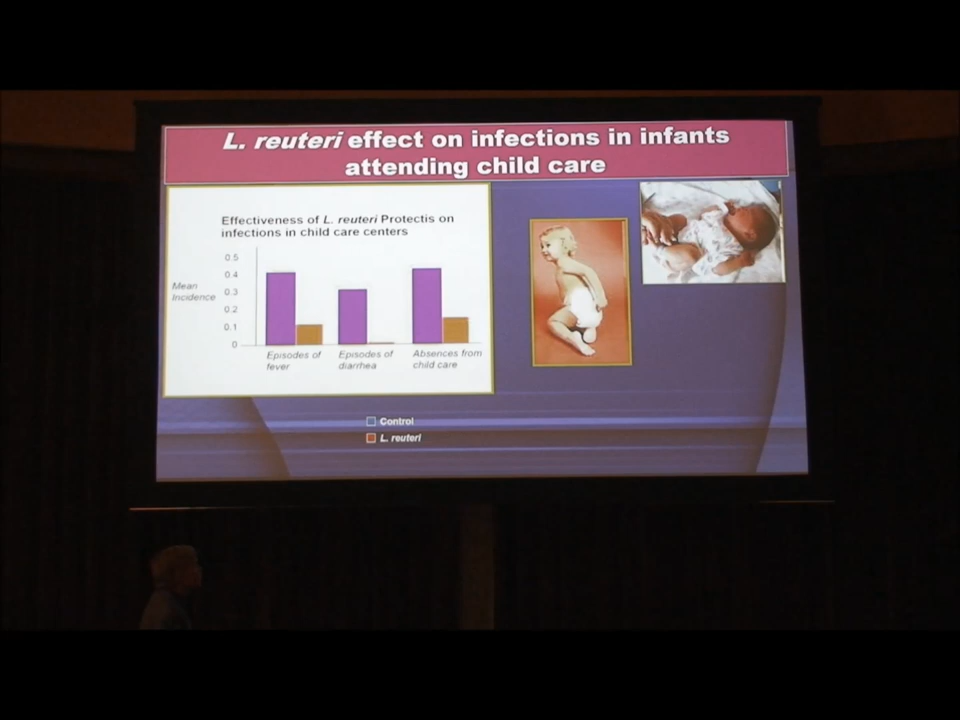 L. reuteri effect on infections in infants
attending child care
Effectiveness of L. reuteri Protectis on
infections in child care centers
0.5
0.4
Mean
Incidence
0.3
0.2
0.1
0
Episodes of
fever
Episodes of
diarrhea
Absences from
child care
Control
L. reuteri